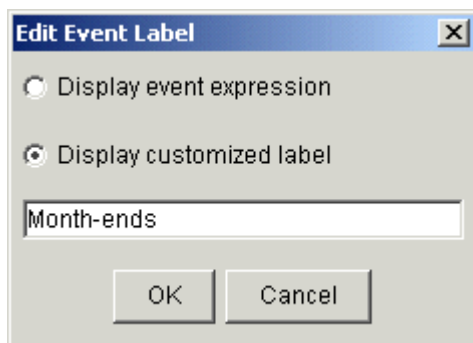 Edit Event Label
Display event expression
Display customized label
Month-ends
OK Cancel